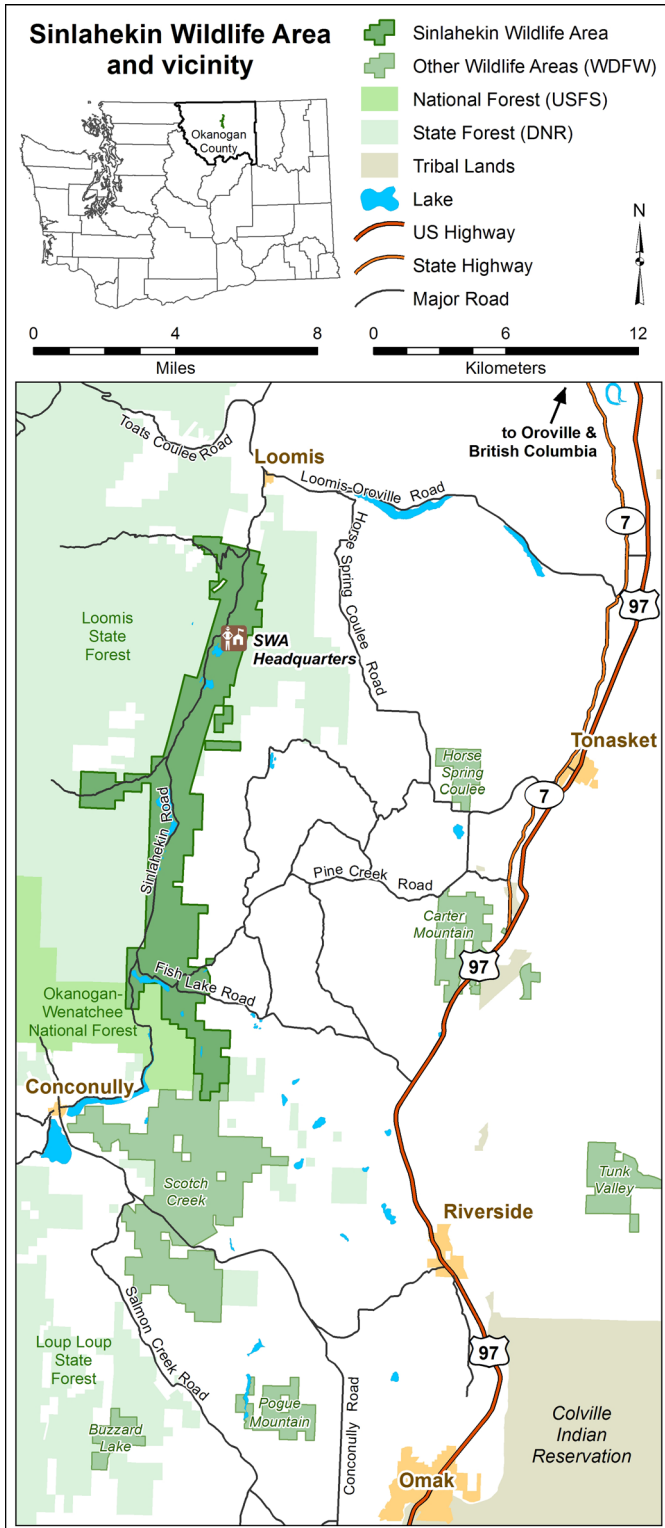 Sinlahekin Wildlife Area
and vicinity
Okanogan
County
Sinlahekin Wildlife Area
Other Wildlife Areas (WDFW)
National Forest (USFS)
State Forest (DNR)
Tribal Lands
Lake
US Highway
State Highway
Major Road
N
0 4 8
Miles
0 6 12
Kilometers
Toats Coulee Road
to Oroville &
British Columbia
Loomis
Loomis-Oroville Road
7
Horse Spring Coulee Road
97
Loomis
State
Forest
SWA
Headquarters
Tonasket
Horse
Spring
Coulee
7
Sinlahekin Road
Pine Creek Road
Carter
Mountain
97
Fish Lake Road
Okanogan-
Wenatchee
National Forest
Conconully
Scotch
Creek
Tunk
Valley
Riverside
Salmon Creek Road
Loup Loup
State
Forest
97
Conconully Road
Pogue
Mountain
Buzzard
Lake
Colville
Indian
Reservation
Omak